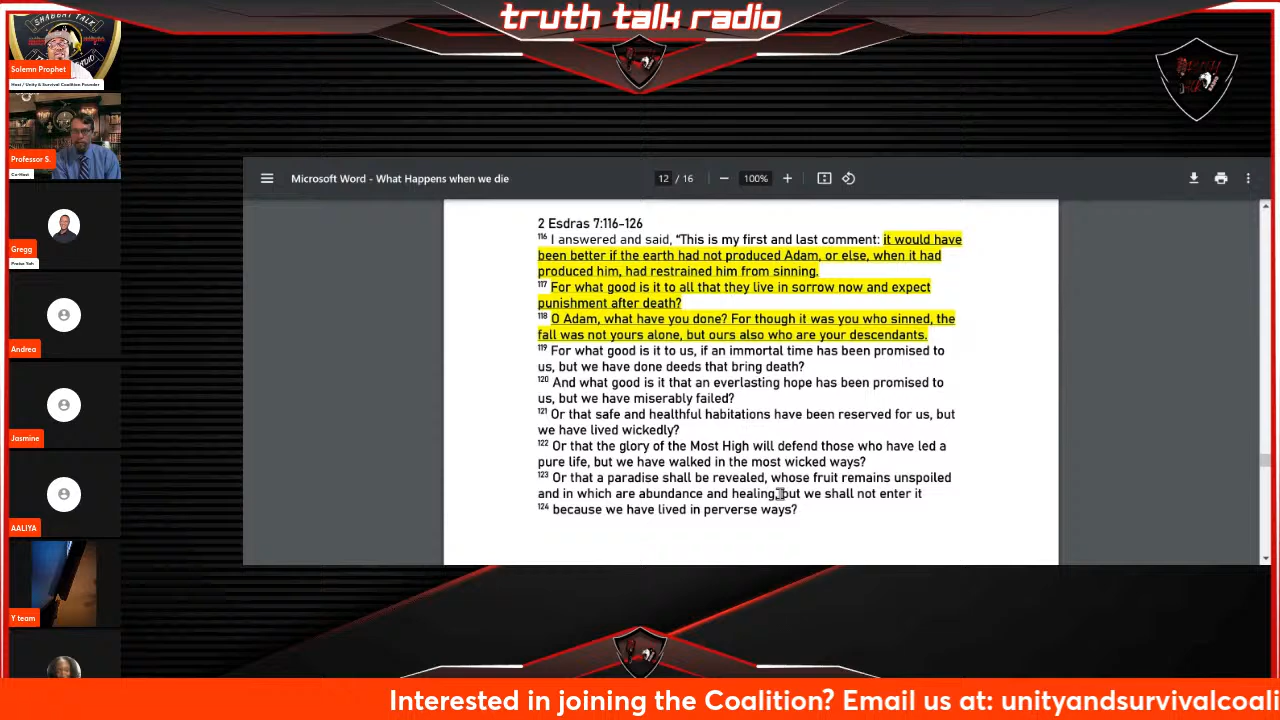 truth talk radio
SHABBAT TALK
Solemn Prophet
Host / Unity & Survival Coalition Founder
Professor S.
Co-Host
Gregg
Praise Yah
Andrea
Jasmine
AALIYA
Y team
Microsoft Word - What Happens when we die
12 / 16
100%
2 Esdras 7:116-126
116 I answered and said, "This is my first and last comment: it would have
been better if the earth had not produced Adam, or else, when it had
produced him, had restrained him from sinning.
117 For what good is it to all that they live in sorrow now and expect
punishment after death?
118 O Adam, what have you done? For though it was you who sinned, the
fall was not yours alone, but ours also who are your descendants.
119 For what good is it to us, if an immortal time has been promised to
us, but we have done deeds that bring death?
120 And what good is it that an everlasting hope has been promised to
us, but we have miserably failed?
121 Or that safe and healthful habitations have been reserved for us, but
we have lived wickedly?
122 Or that the glory of the Most High will defend those who have led a
pure life, but we have walked in the most wicked ways?
123 Or that a paradise shall be revealed, whose fruit remains unspoiled
and in which are abundance and healing, but we shall not enter it
124 because we have lived in perverse ways?
Interested in joining the Coalition? Email us at: unityandsurvivalcoali